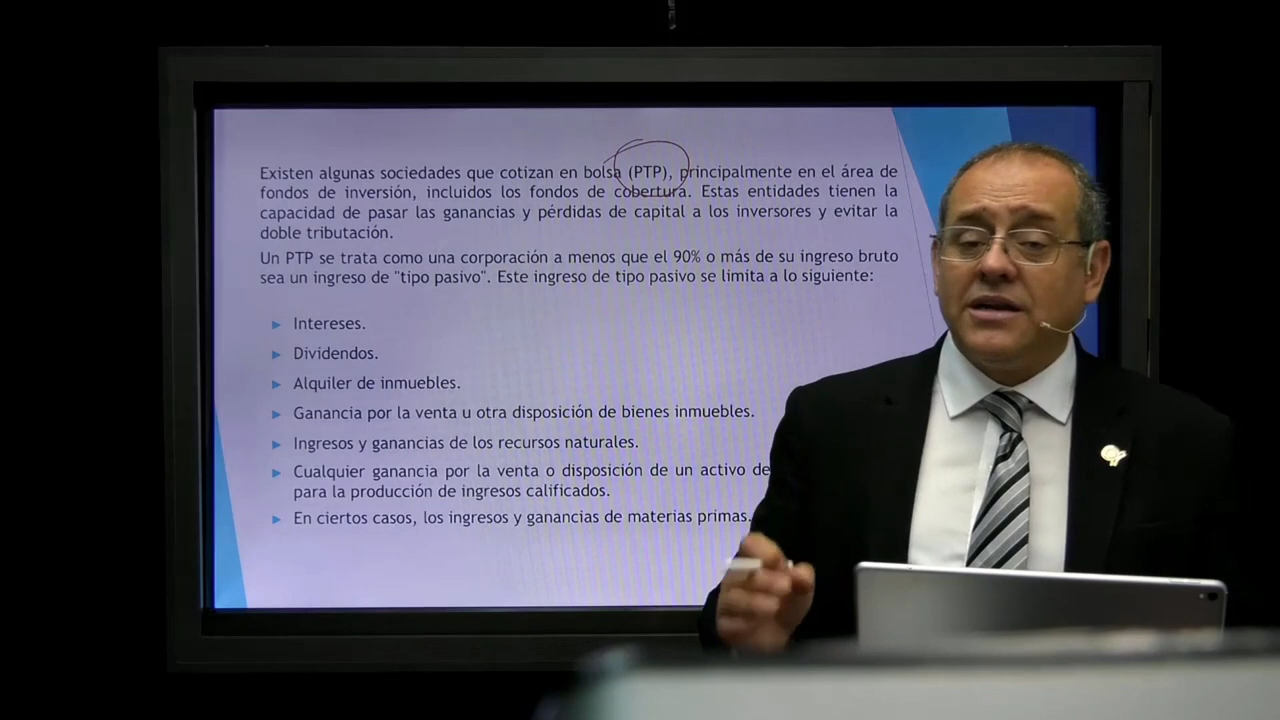 Existen algunas sociedades que cotizan en bolsa (PTP), principalmente en el área de
fondos de inversión, incluidos los fondos de cobertura. Estas entidades tienen la
capacidad de pasar las ganancias y pérdidas de capital a los inversores y evitar la
doble tributación.
Un PTP se trata como una corporación a menos que el 90% o más de su ingreso bruto
sea un ingreso de "tipo pasivo". Este ingreso de tipo pasivo se limita a lo siguiente:
Intereses.
Dividendos.
Alquiler de inmuebles.
Ganancia por la venta u otra disposición de bienes inmuebles.
Ingresos y ganancias de los recursos naturales.
Cualquier ganancia por la venta o disposición de un activo de
para la producción de ingresos calificados.
En ciertos casos, los ingresos y ganancias de materias primas.